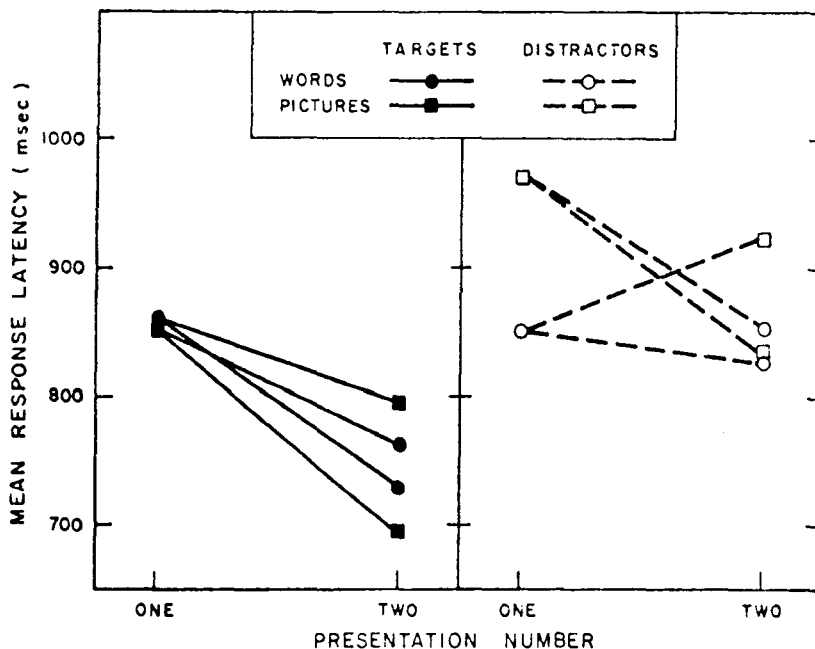 TARGETS DISTRACTORS
WORDS
PICTURES
MEAN RESPONSE LATENCY ( msec )
1000
900
800
700
ONE TWO ONE TWO
PRESENTATION NUMBER